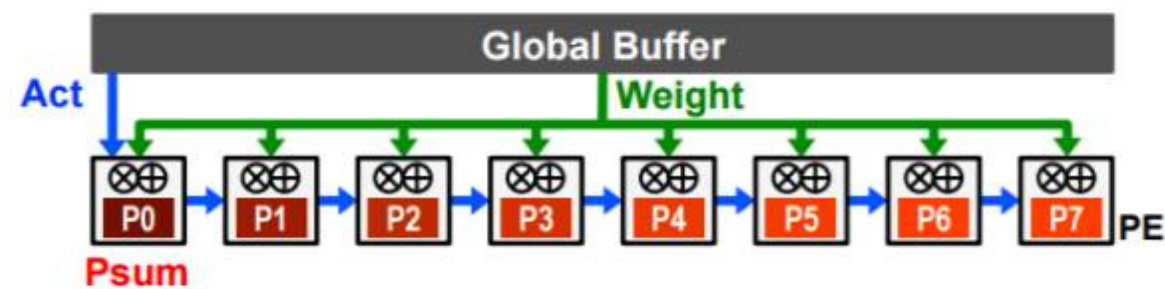 Global Buffer
Act
Weight
P0 P1 P2 P3 P4 P5 P6 P7 PE
Psum